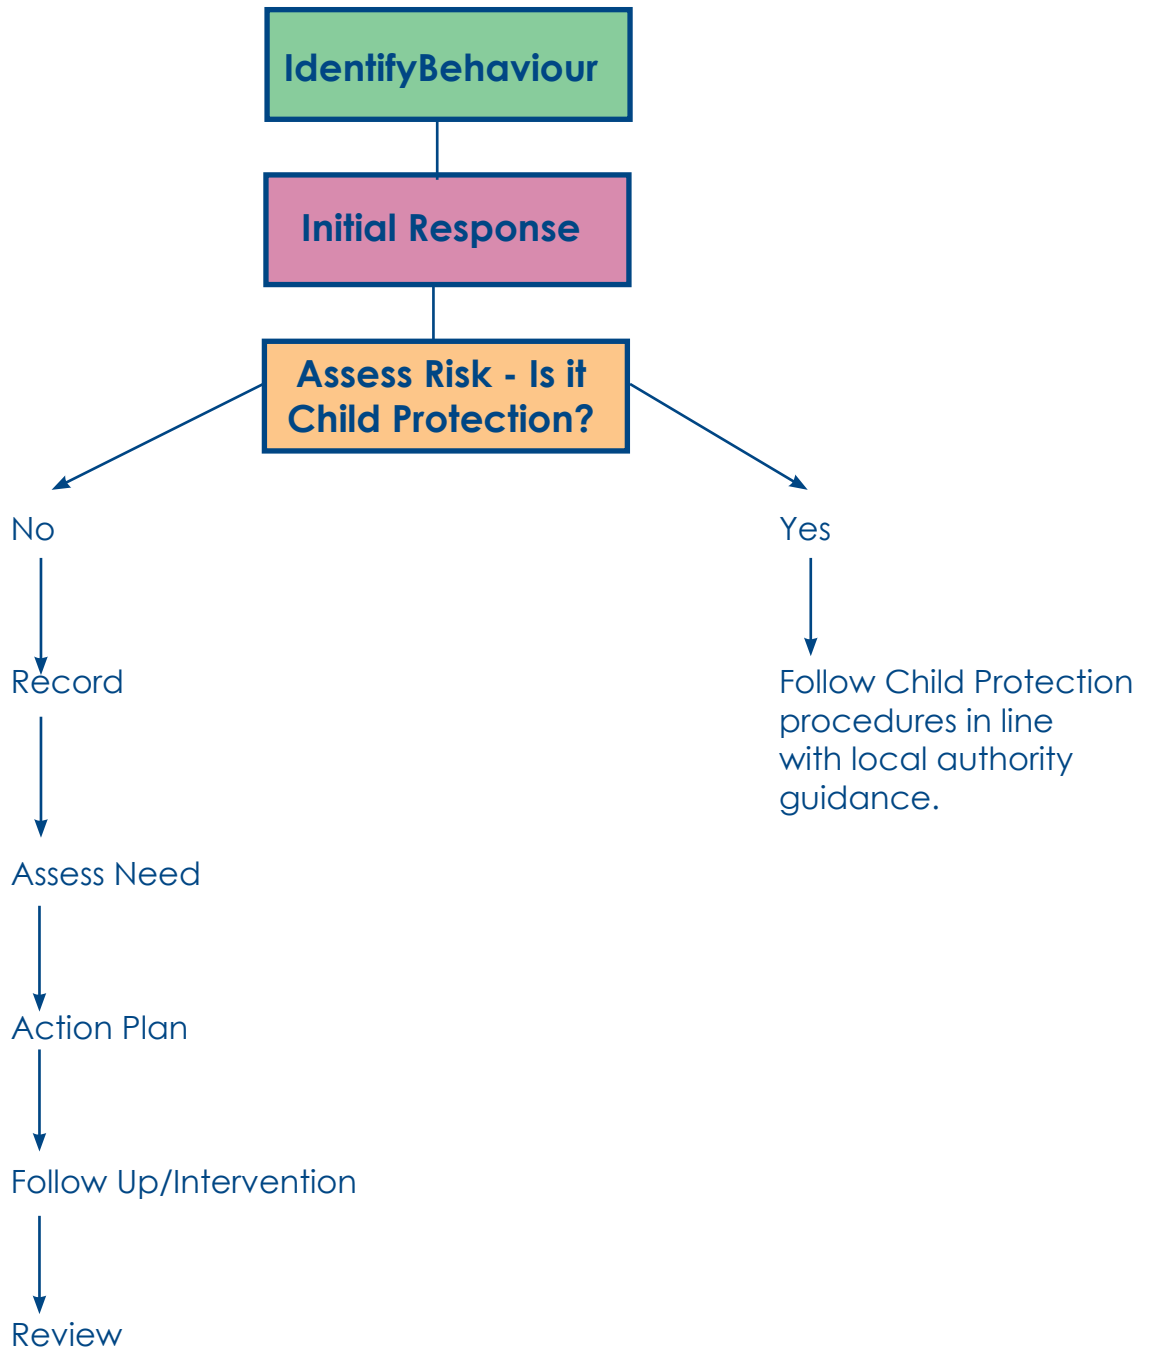 IdentifyBehaviour
Initial Response
Assess Risk - Is it
Child Protection?
No
Yes
Record
Follow Child Protection
procedures in line
with local authority
guidance.
Assess Need
Action Plan
Follow Up/Intervention
Review